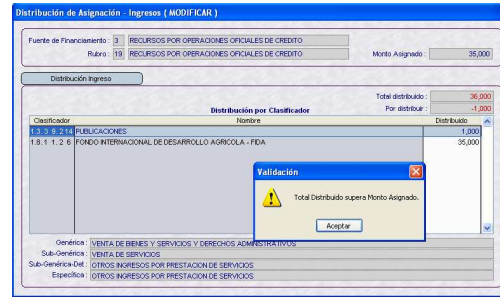 Distribución de Asignación - Ingresos ( MODIFICAR )
Fuente de Financiamiento : 3 RECURSOS POR OPERACIONES OFICIALES DE CREDITO
Rubro : 19 RECURSOS POR OPERACIONES OFICIALES DE CREDITO Monto Asignado : 35,000
Distribución Ingreso
Total distribuido : 36,000
Distribución por Clasificador Por distribuir : -1,000
Clasificador Nombre Distribuido
1.3. 3 9. 2 14 PUBLICACIONES 1,000
1.8. 1 1. 2 6 FONDO INTERNACIONAL DE DESARROLLO AGRICOLA - FIDA 35,000
Validación
Total Distribuido supera Monto Asignado.
Aceptar
Genérica : VENTA DE BIENES Y SERVICIOS Y DERECHOS ADMINISTRATIVOS
Sub-Genérica : VENTA DE SERVICIOS
Sub-Genérica-Det : OTROS INGRESOS POR PRESTACION DE SERVICIOS
Específica : OTROS INGRESOS POR PRESTACION DE SERVICIOS